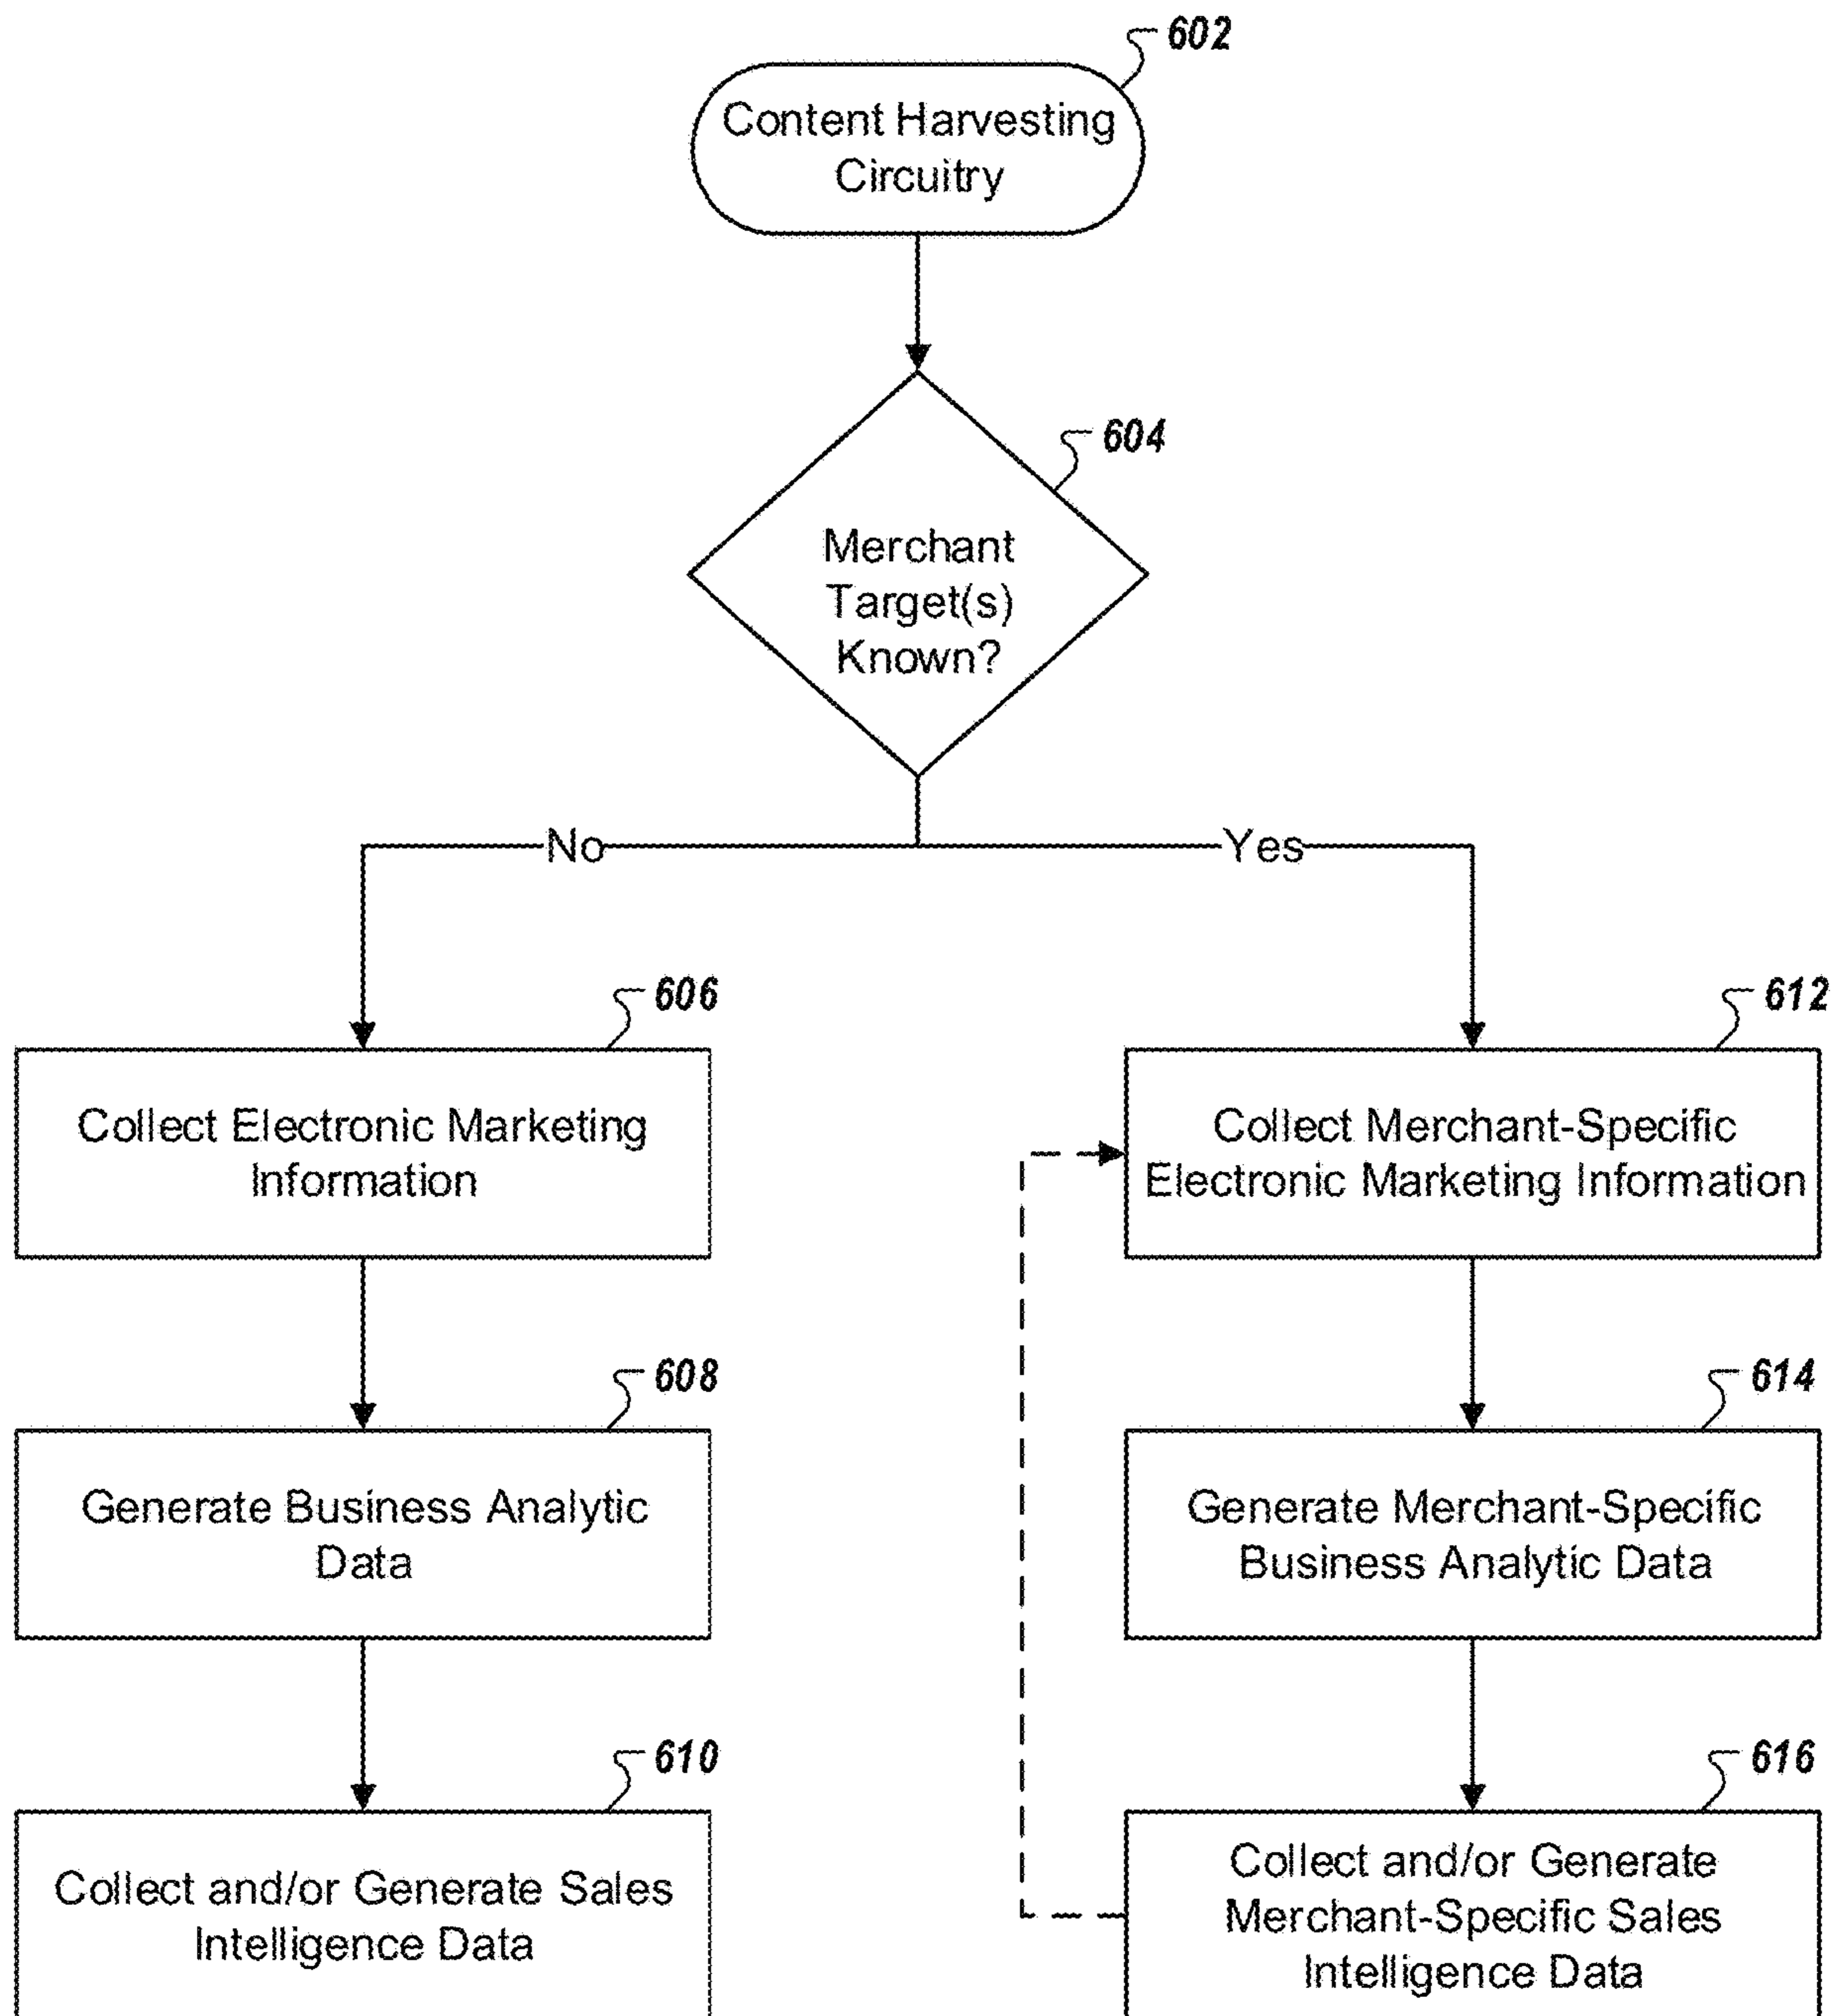 602
Content Harvesting
Circuitry
604
Merchant
Target(s)
Known?
No
Yes
606
Collect Electronic Marketing
Information
612
Collect Merchant-Specific
Electronic Marketing Information
608
Generate Business Analytic
Data
614
Generate Merchant-Specific
Business Analytic Data
610
Collect and/or Generate Sales
Intelligence Data
616
Collect and/or Generate
Merchant-Specific Sales
Intelligence Data